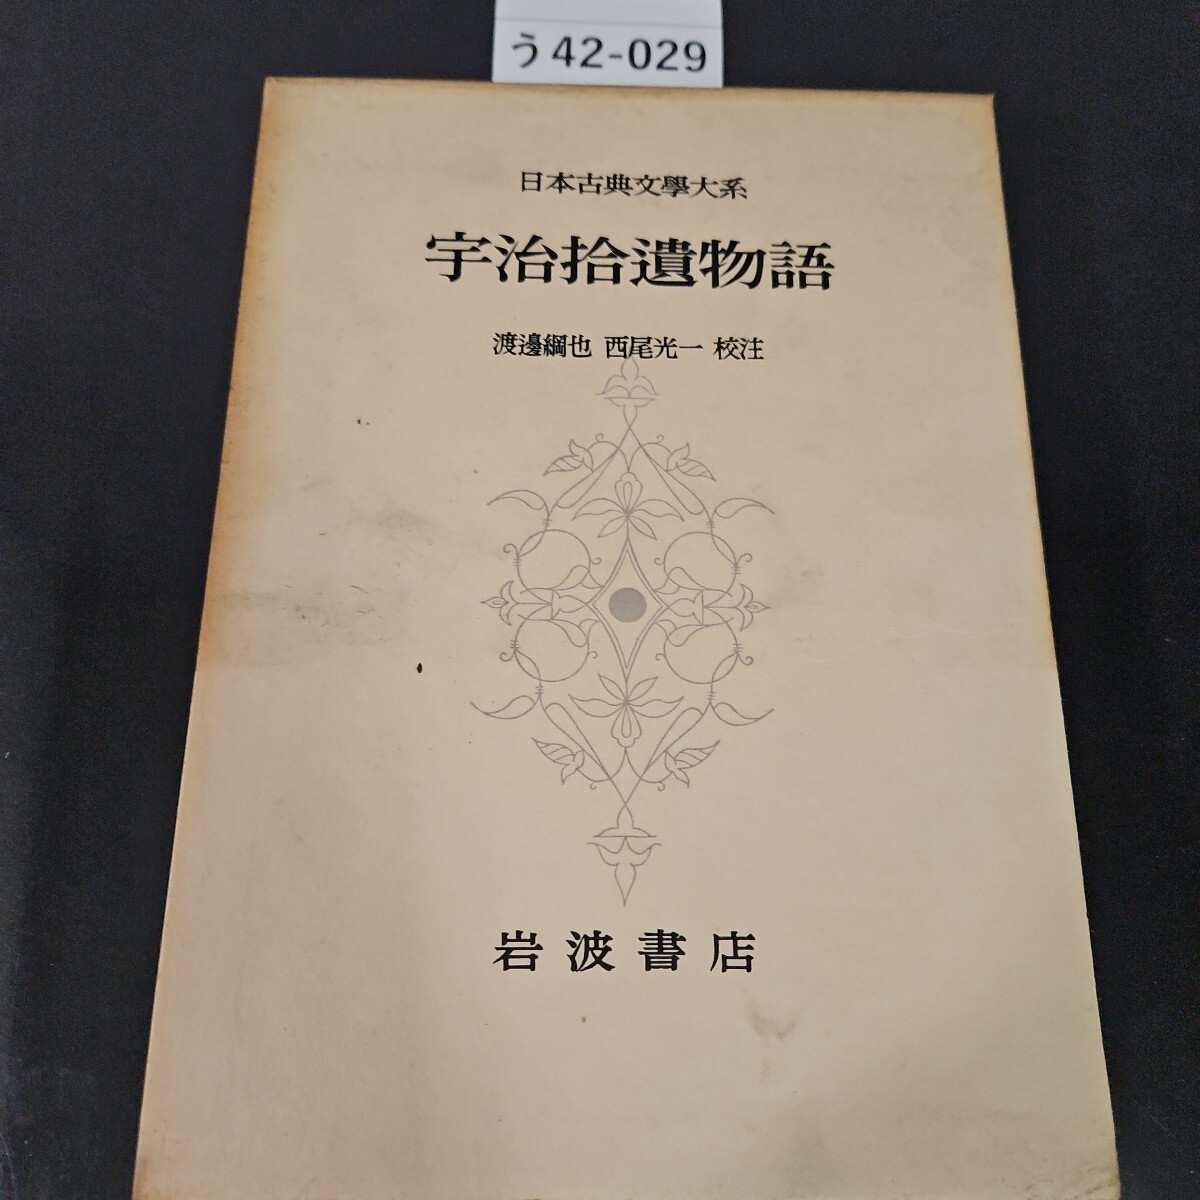 う42-029
日本古典文學大系
宇治拾遺物語
渡邊綱也 西尾光一 校注
岩波書店